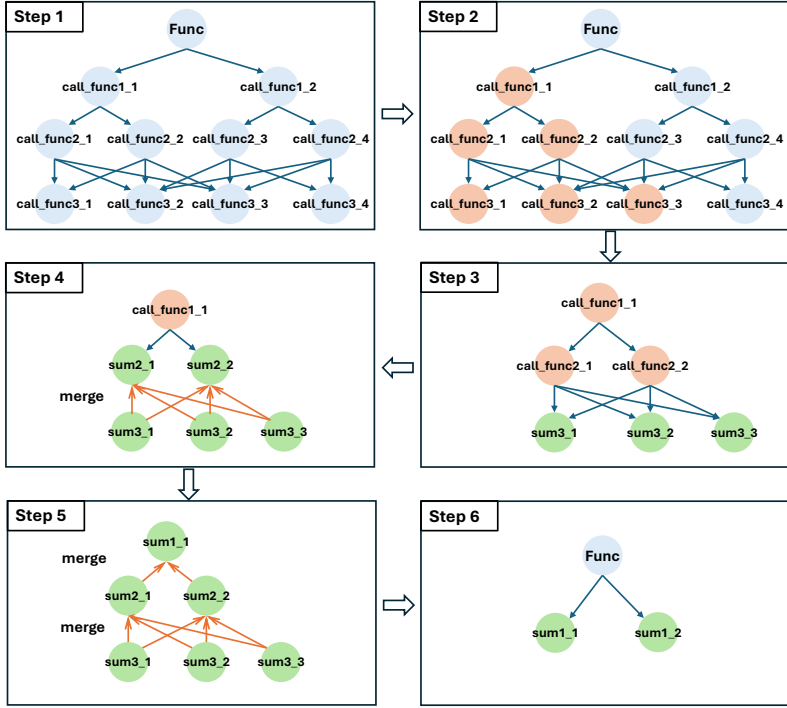 Step 1
Func
call_func1_1
call_func1_2
call_func2_1
call_func2_2
call_func2_3
call_func2_4
call_func3_1
call_func3_2
call_func3_3
call_func3_4
Step 2
Func
call_func1_1
call_func1_2
call_func2_1
call_func2_2
call_func2_3
call_func2_4
call_func3_1
call_func3_2
call_func3_3
call_func3_4
Step 3
call_func1_1
call_func2_1
call_func2_2
sum3_1
sum3_2
sum3_3
Step 4
call_func1_1
sum2_1
sum2_2
merge
sum3_1
sum3_2
sum3_3
Step 5
sum1_1
merge
sum2_1
sum2_2
merge
sum3_1
sum3_2
sum3_3
Step 6
Func
sum1_1
sum1_2